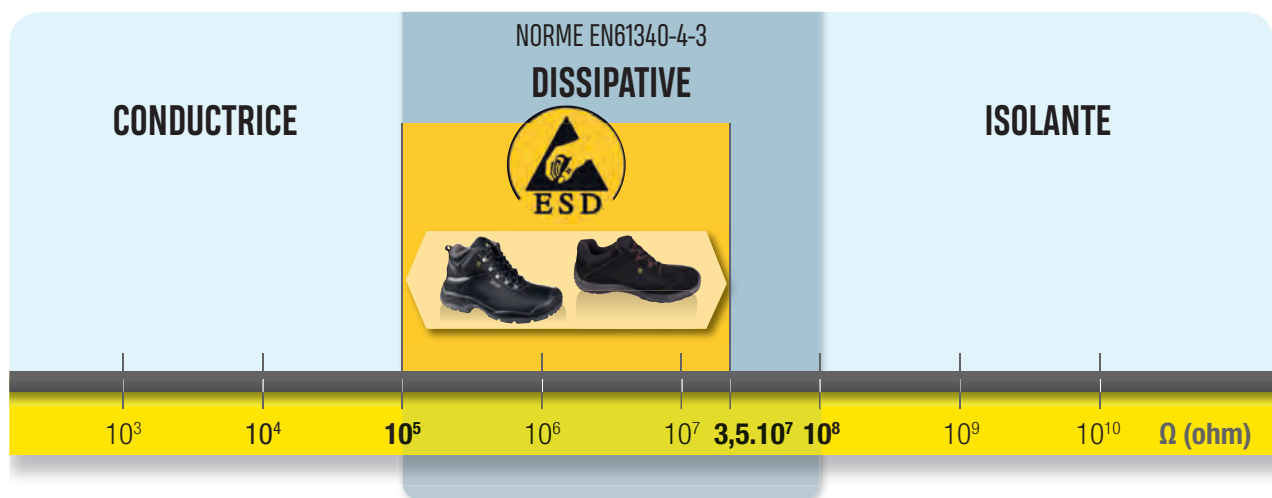 NORME EN61340-4-3
DISSIPATIVE
CONDUCTRICE
ISOLANTE
ESD
10³ 10⁴ 10⁵ 10⁶ 10⁷ 3,5.10⁷ 10⁸ 10⁹ 10¹⁰ Ω (ohm)